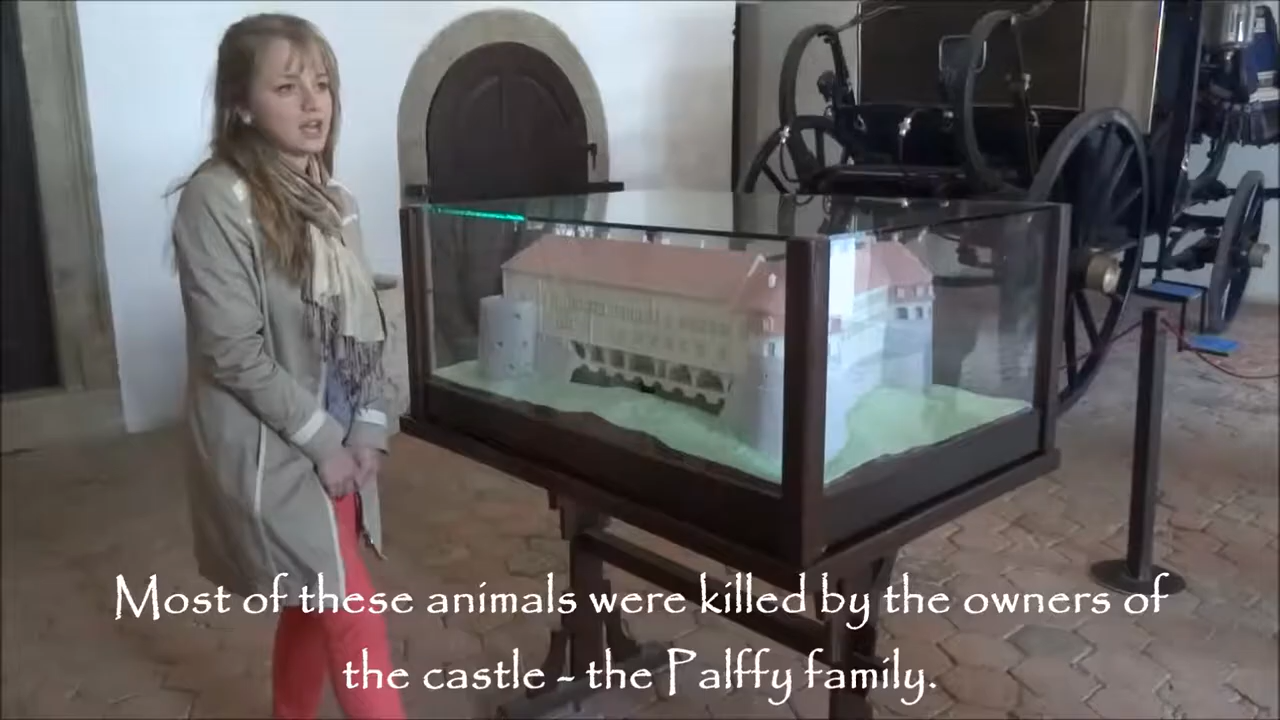 Most of these animals were killed by the owners of
the castle - the Palffy family.